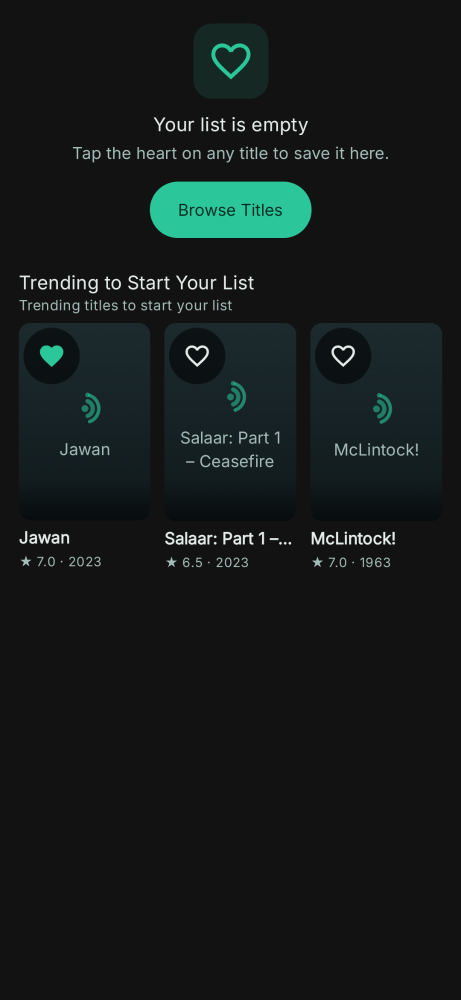 Your list is empty
Tap the heart on any title to save it here.
Browse Titles
Trending to Start Your List
Trending titles to start your list
Jawan
Salaar: Part 1
– Ceasefire
McLintock!
Jawan
★ 7.0 · 2023
Salaar: Part 1 –...
★ 6.5 · 2023
McLintock!
★ 7.0 · 1963